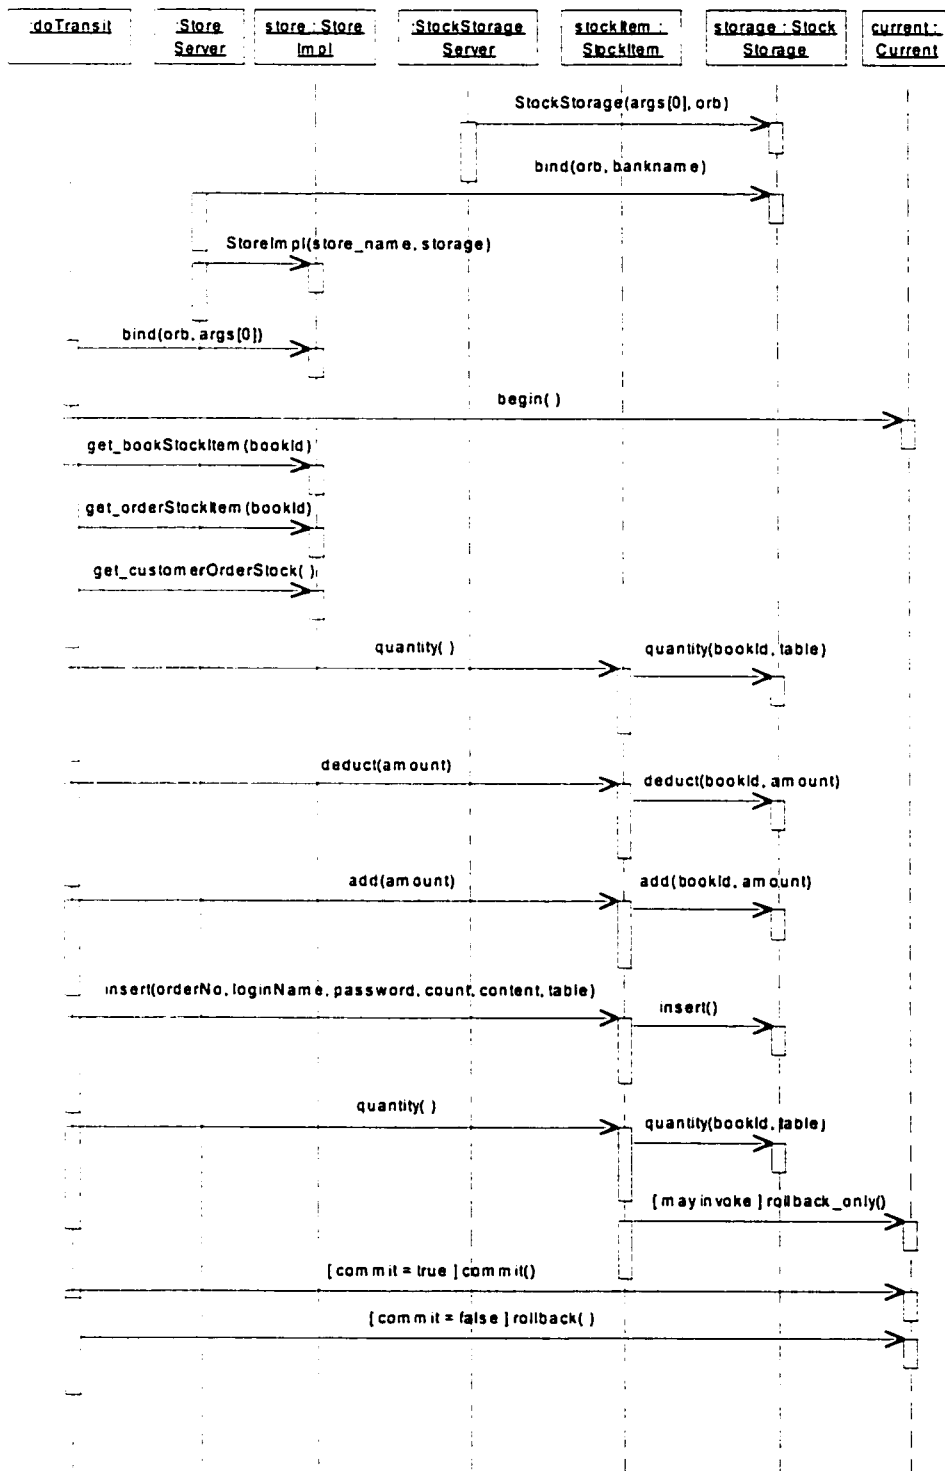 :doTransit
:Store
Server
store : Store
Impl
:StockStorage
Server
stockItem :
StockItem
storage : Stock
Storage
current :
Current
StockStorage(args[0], orb)
bind(orb, bankname)
StoreImpl(store_name, storage)
bind(orb, args[0])
begin( )
get_bookStockItem(bookId)
get_orderStockItem(bookId)
get_customerOrderStock( )
quantity( )
quantity(bookId, table)
deduct(amount)
deduct(bookId, amount)
add(amount)
add(bookId, amount)
insert(orderNo, loginName, password, count, content, table)
insert()
quantity( )
quantity(bookId, table)
[ may invoke ] rollback_only()
[ commit = true ] commit()
[ commit = false ] rollback( )